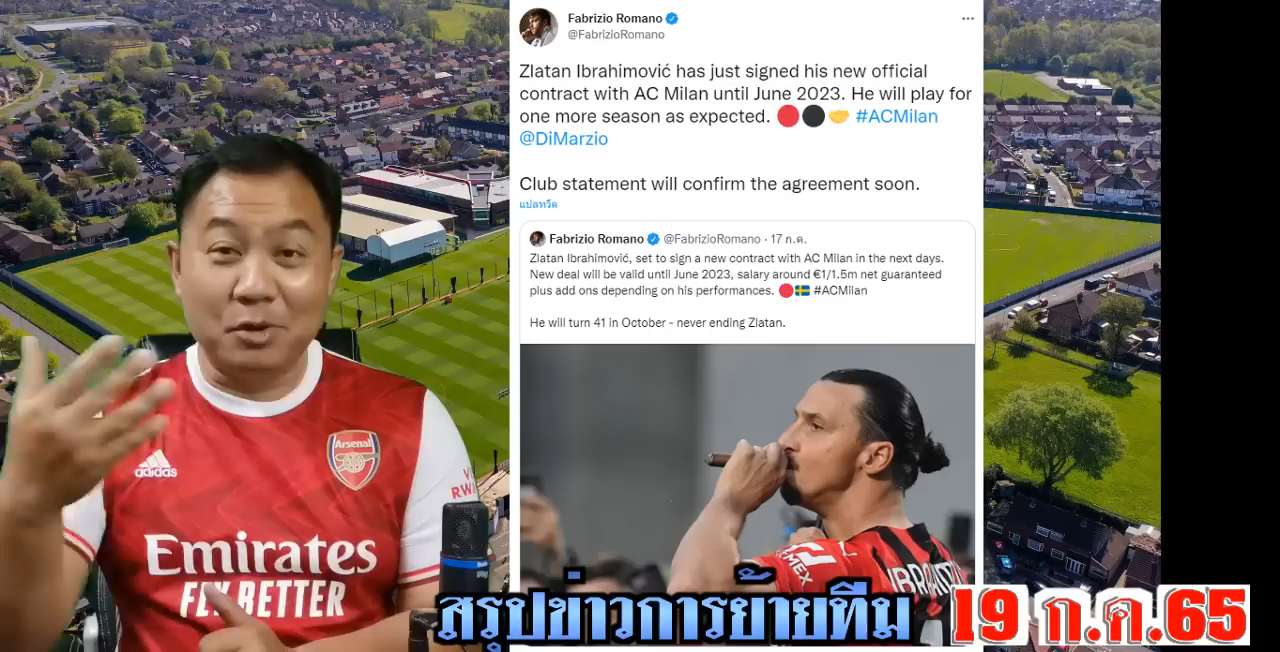 Fabrizio Romano
@FabrizioRomano
Zlatan Ibrahimović has just signed his new official
contract with AC Milan until June 2023. He will play for
one more season as expected. 🔴⚫🤝 #ACMilan
@DiMarzio
Club statement will confirm the agreement soon.
แปลทวีต
Fabrizio Romano @FabrizioRomano · 17 ก.ค.
Zlatan Ibrahimović, set to sign a new contract with AC Milan in the next days.
New deal will be valid until June 2023, salary around €1/1.5m net guaranteed
plus add ons depending on his performances. 🔴🇸🇪 #ACMilan
He will turn 41 in October - never ending Zlatan.
Arsenal
adidas
Emirates
FLY BETTER
สรุปข่าวการย้ายทีม 19 ก.ค.65